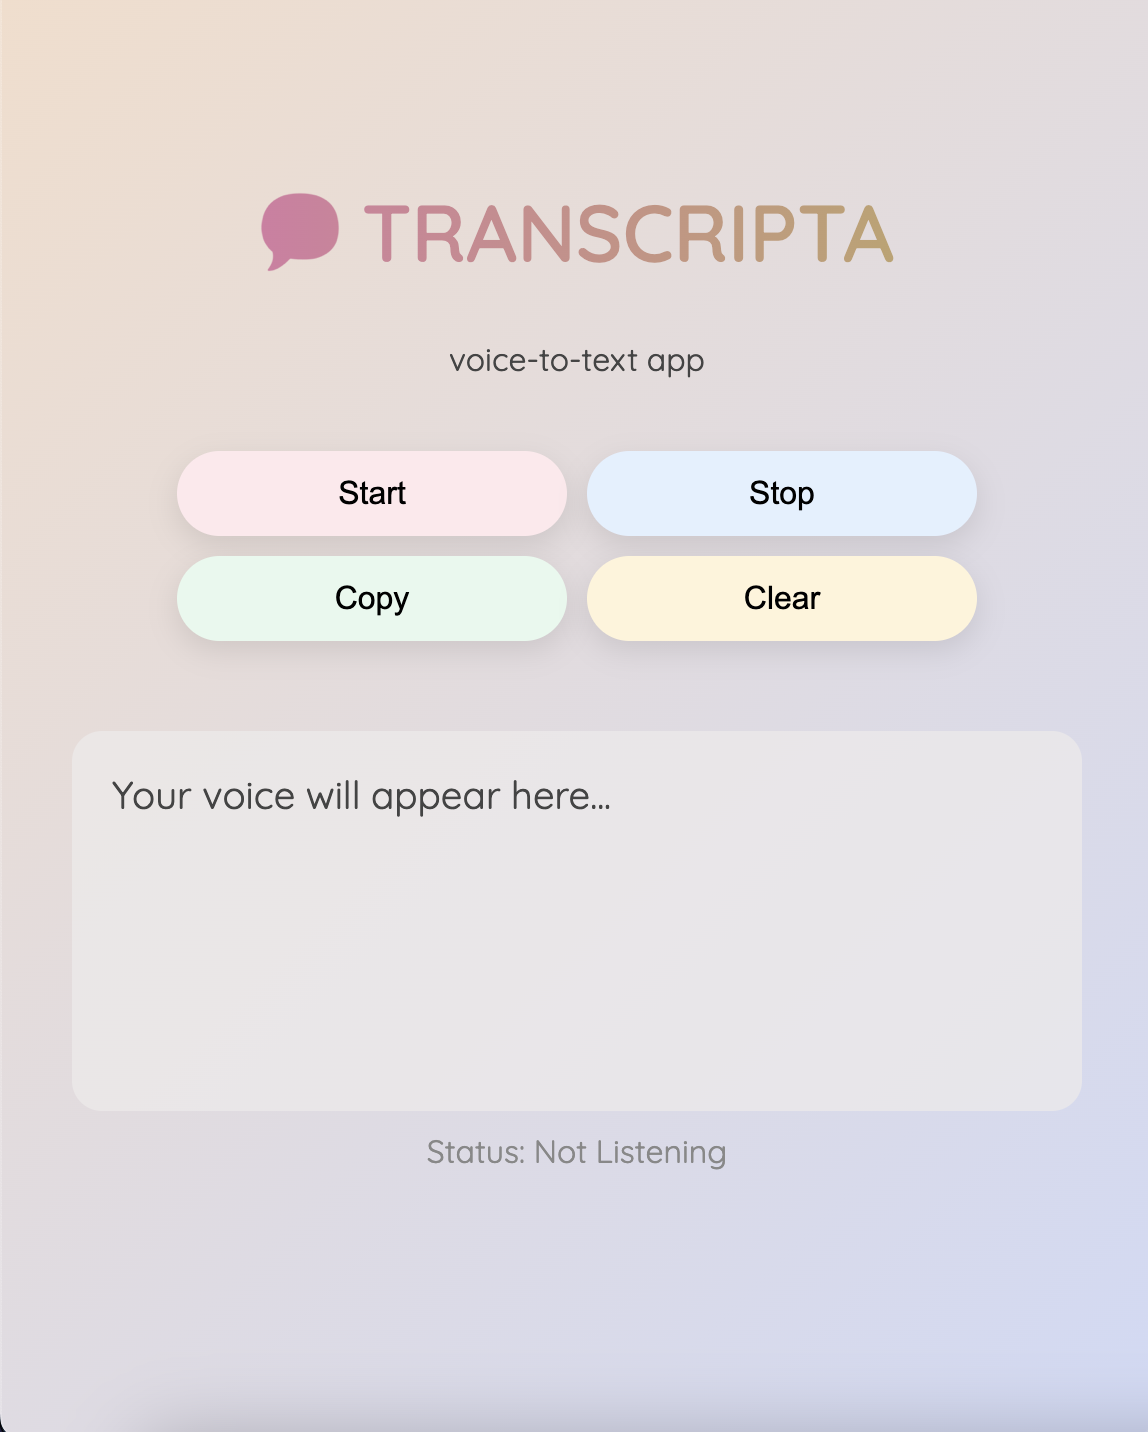 TRANSCRIPTA
voice-to-text app
Start
Stop
Copy
Clear
Your voice will appear here...
Status: Not Listening